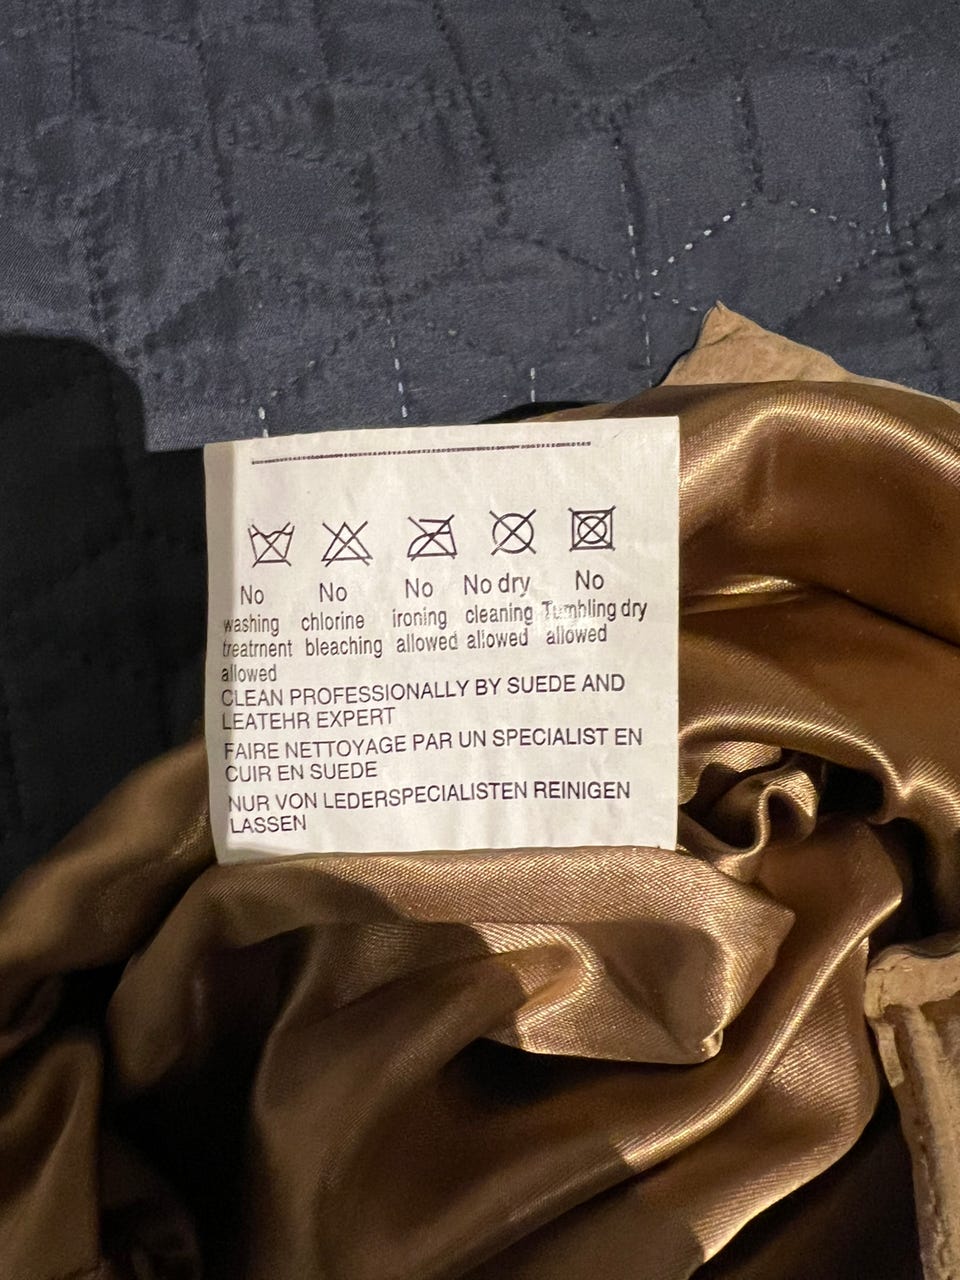 No No No No dry No
washing chlorine ironing cleaning Tumbling dry
treatrnent bleaching allowed allowed allowed
allowed
CLEAN PROFESSIONALLY BY SUEDE AND
LEATEHR EXPERT
FAIRE NETTOYAGE PAR UN SPECIALIST EN
CUIR EN SUEDE
NUR VON LEDERSPECIALISTEN REINIGEN
LASSEN